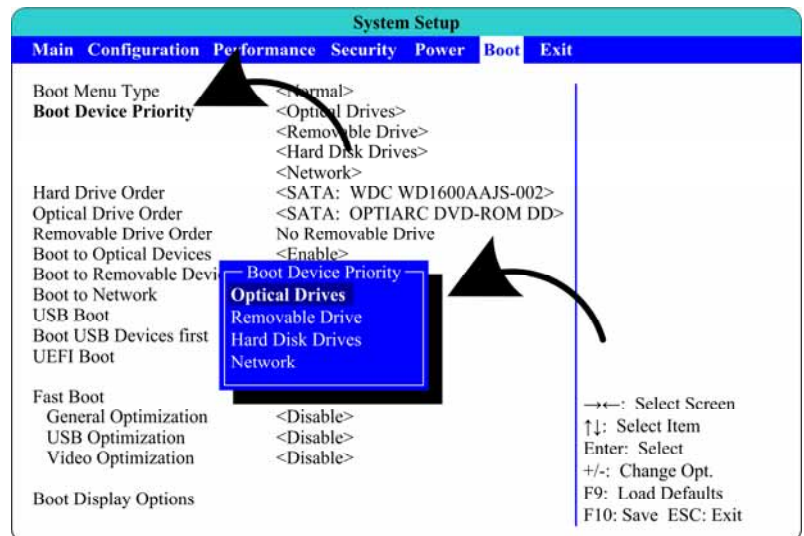 System Setup
Main Configuration Performance Security Power Boot Exit
Boot Menu Type <Normal>
Boot Device Priority <Optical Drives>
<Removable Drive>
<Hard Disk Drives>
<Network>
Hard Drive Order <SATA: WDC WD1600AAJS-002>
Optical Drive Order <SATA: OPTIARC DVD-ROM DD>
Removable Drive Order No Removable Drive
Boot to Optical Devices <Enable>
Boot to Removable Devi
Boot to Network
USB Boot
Boot USB Devices first
UEFI Boot
Boot Device Priority
Optical Drives
Removable Drive
Hard Disk Drives
Network
Fast Boot
General Optimization <Disable>
USB Optimization <Disable>
Video Optimization <Disable>
Boot Display Options
→←: Select Screen
↑↓: Select Item
Enter: Select
+/-: Change Opt.
F9: Load Defaults
F10: Save ESC: Exit